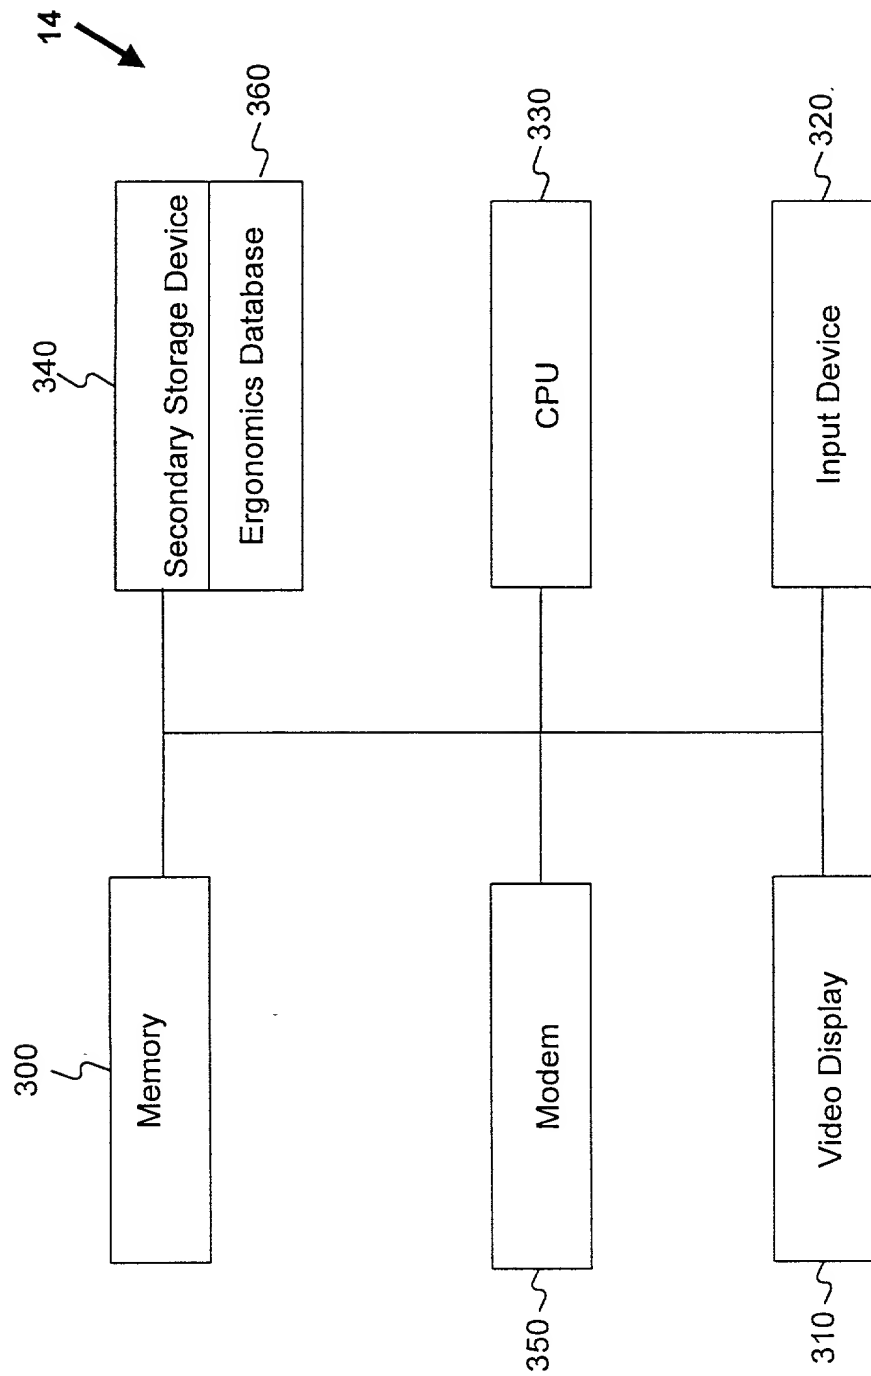 14
340
Secondary Storage Device
Ergonomics Database
360
300
Memory
CPU
330
Modem
350
Input Device
320.
Video Display
310